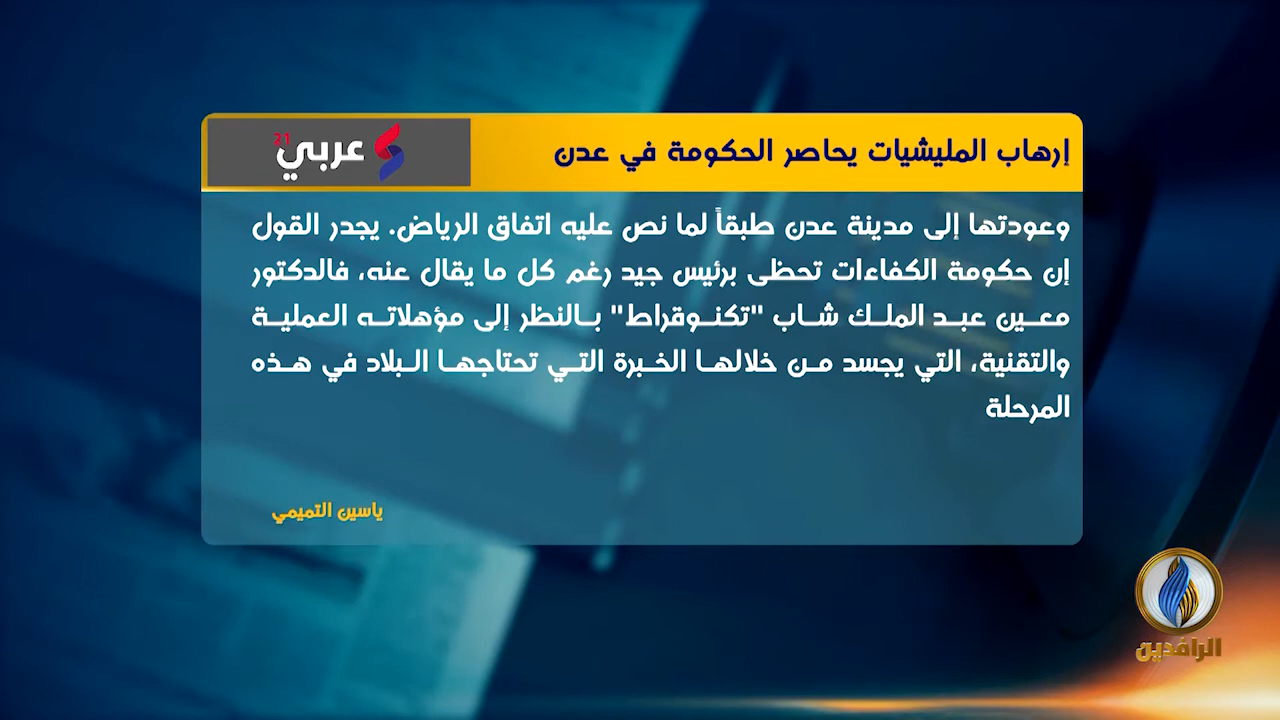 إرهاب المليشيات يحاصر الحكومة في عدن
عربي 21
وعودتها إلى مدينة عدن طبقاً لما نص عليه اتفاق الرياض. يجدر القول
إن حكومة الكفاءات تحظى برئيس جيد رغم كل ما يقال عنه، فالدكتور
معين عبد الملك شاب "تكنوقراط" بالنظر إلى مؤهلاته العملية
والتقنية، التي يجسد من خلالها الخبرة التي تحتاجها البلاد في هذه
المرحلة
ياسين التميمي
الرافدين